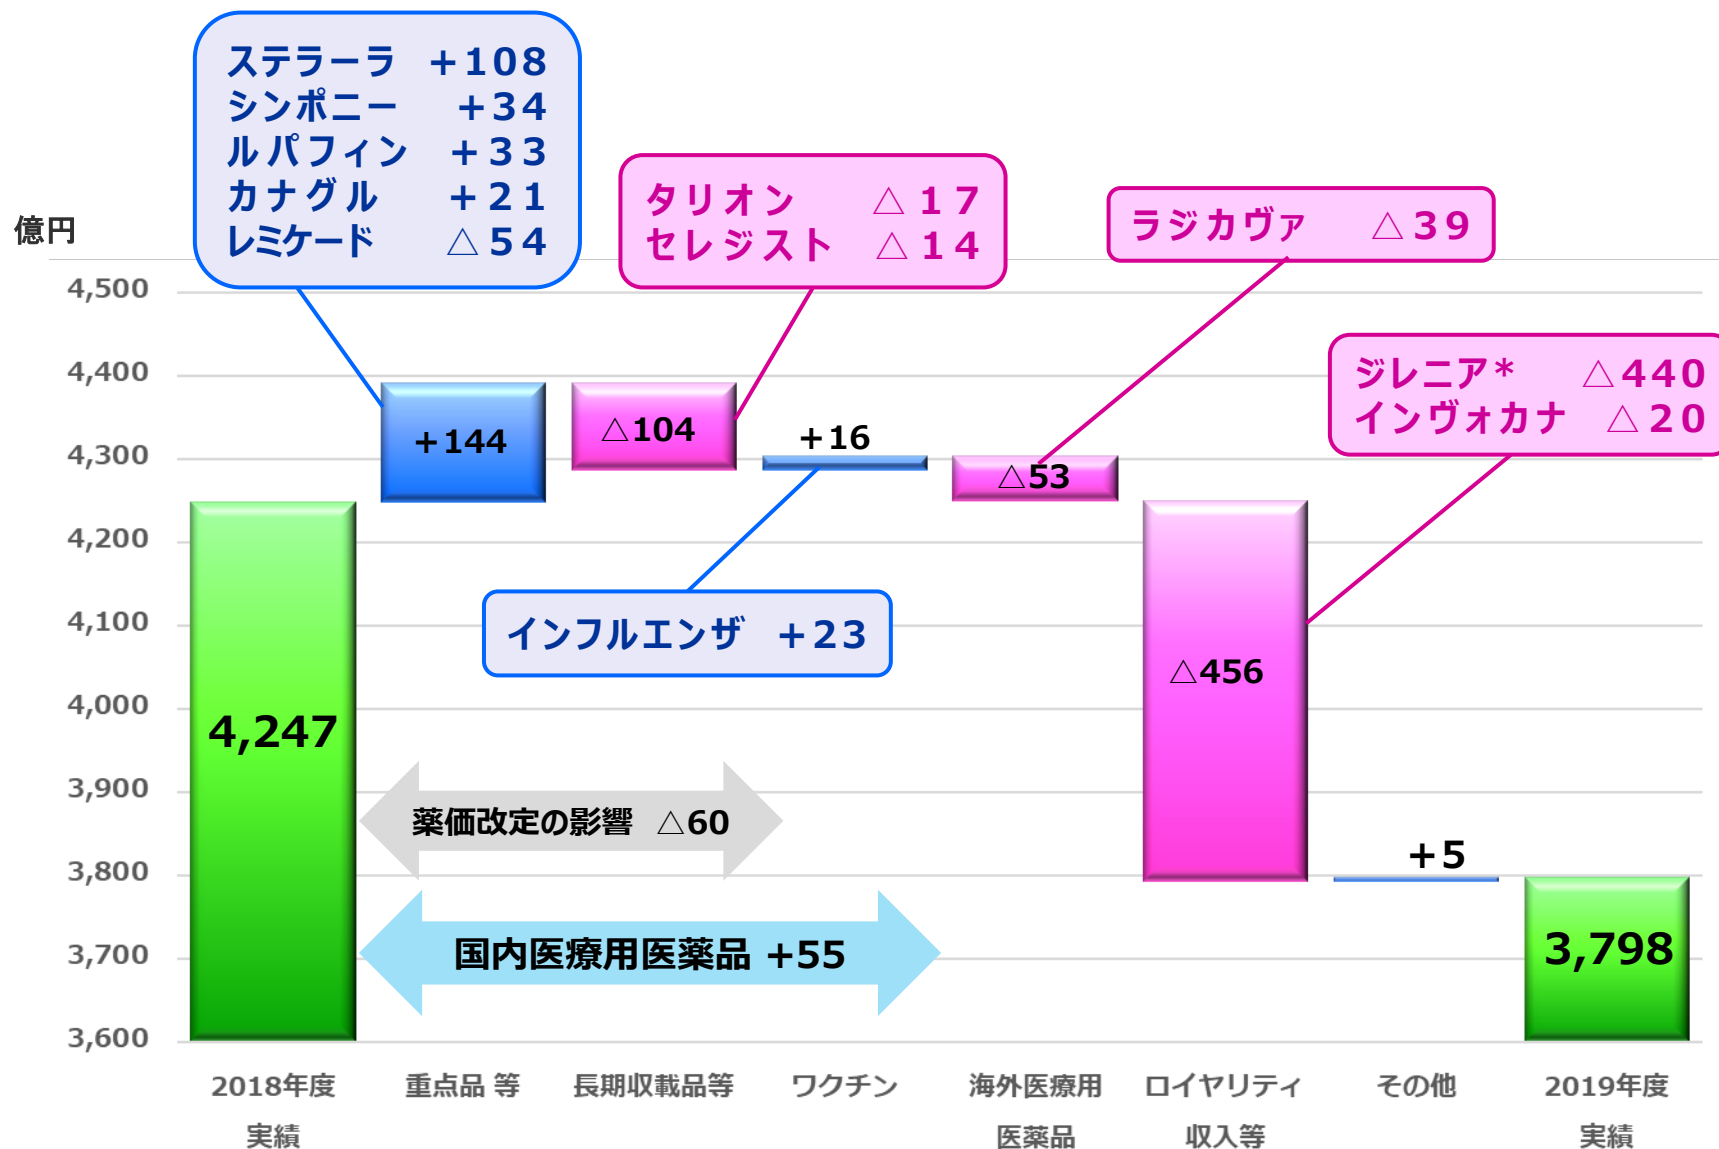 ステラーラ +108
シンポニー +34
ルパフィン +33
カナグル +21
レミケード △54
タリオン △17
セレジスト △14
ラジカヴァ △39
ジレニア* △440
インヴォカナ △20
億円
4,500
4,400
4,300
4,200
4,100
4,000
3,900
3,800
3,700
3,600
+144
△104
+16
△53
インフルエンザ +23
△456
4,247
薬価改定の影響 △60
+5
国内医療用医薬品 +55
3,798
2018年度
実績
重点品 等
長期収載品等
ワクチン
海外医療用
医薬品
ロイヤリティ
収入等
その他
2019年度
実績